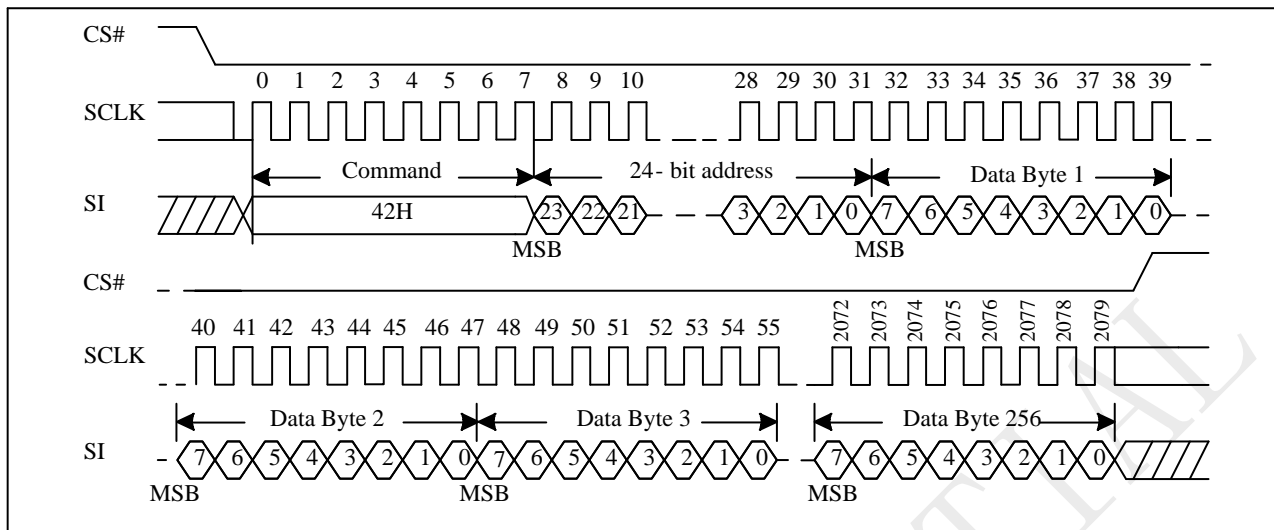 CS#
0 1 2 3 4 5 6 7 8 9 10 28 29 30 31 32 33 34 35 36 37 38 39
SCLK
Command 24- bit address Data Byte 1
SI 42H 23 22 21 3 2 1 0 7 6 5 4 3 2 1 0
MSB MSB
CS#
40 41 42 43 44 45 46 47 48 49 50 51 52 53 54 55 2072 2073 2074 2075 2076 2077 2078 2079
SCLK
Data Byte 2 Data Byte 3 Data Byte 256
SI 7 6 5 4 3 2 1 0 7 6 5 4 3 2 1 0 7 6 5 4 3 2 1 0
MSB MSB MSB
TIAL